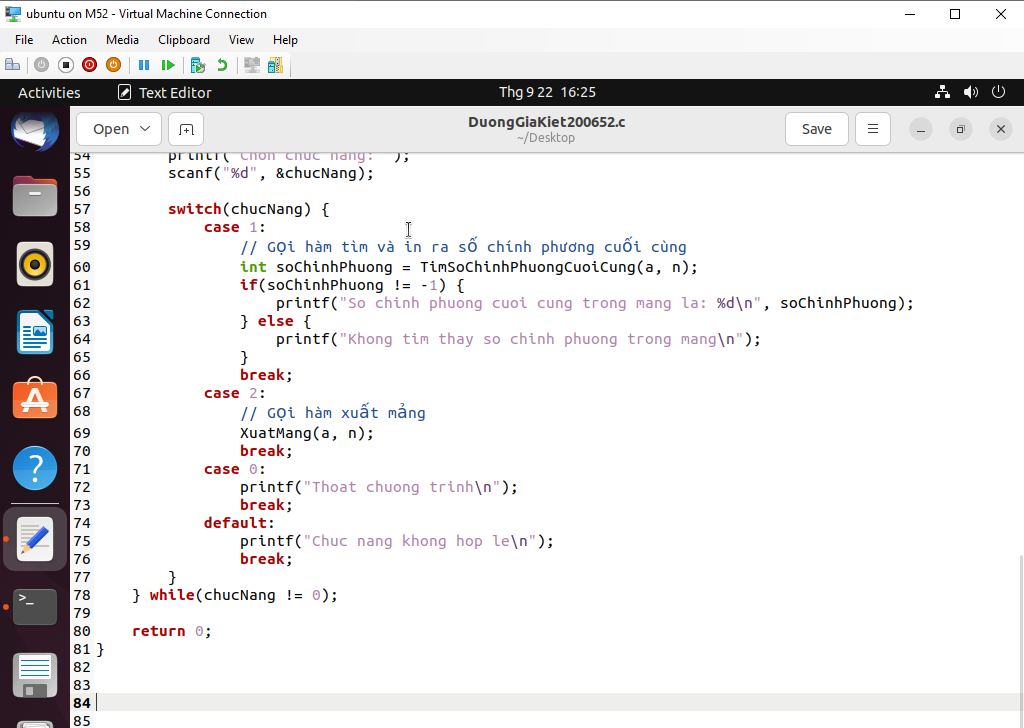 ubuntu on M52 - Virtual Machine Connection
File Action Media Clipboard View Help
Activities Text Editor Thg 9 22 16:25
Open DuongGiaKiet200652.c Save
~/Desktop
54 printf("Chon chuc nang: ");
55 scanf("%d", &chucNang);
56
57 switch(chucNang) {
58 case 1:
59 // Gọi hàm tìm và in ra số chính phương cuối cùng
60 int soChinhPhuong = TimSoChinhPhuongCuoiCung(a, n);
61 if(soChinhPhuong != -1) {
62 printf("So chinh phuong cuoi cung trong mang la: %d\n", soChinhPhuong);
63 } else {
64 printf("Khong tim thay so chinh phuong trong mang\n");
65 }
66 break;
67 case 2:
68 // Gọi hàm xuất mảng
69 XuatMang(a, n);
70 break;
71 case 0:
72 printf("Thoat chuong trinh\n");
73 break;
74 default:
75 printf("Chuc nang khong hop le\n");
76 break;
77 }
78 } while(chucNang != 0);
79
80 return 0;
81 }
82
83
84
85